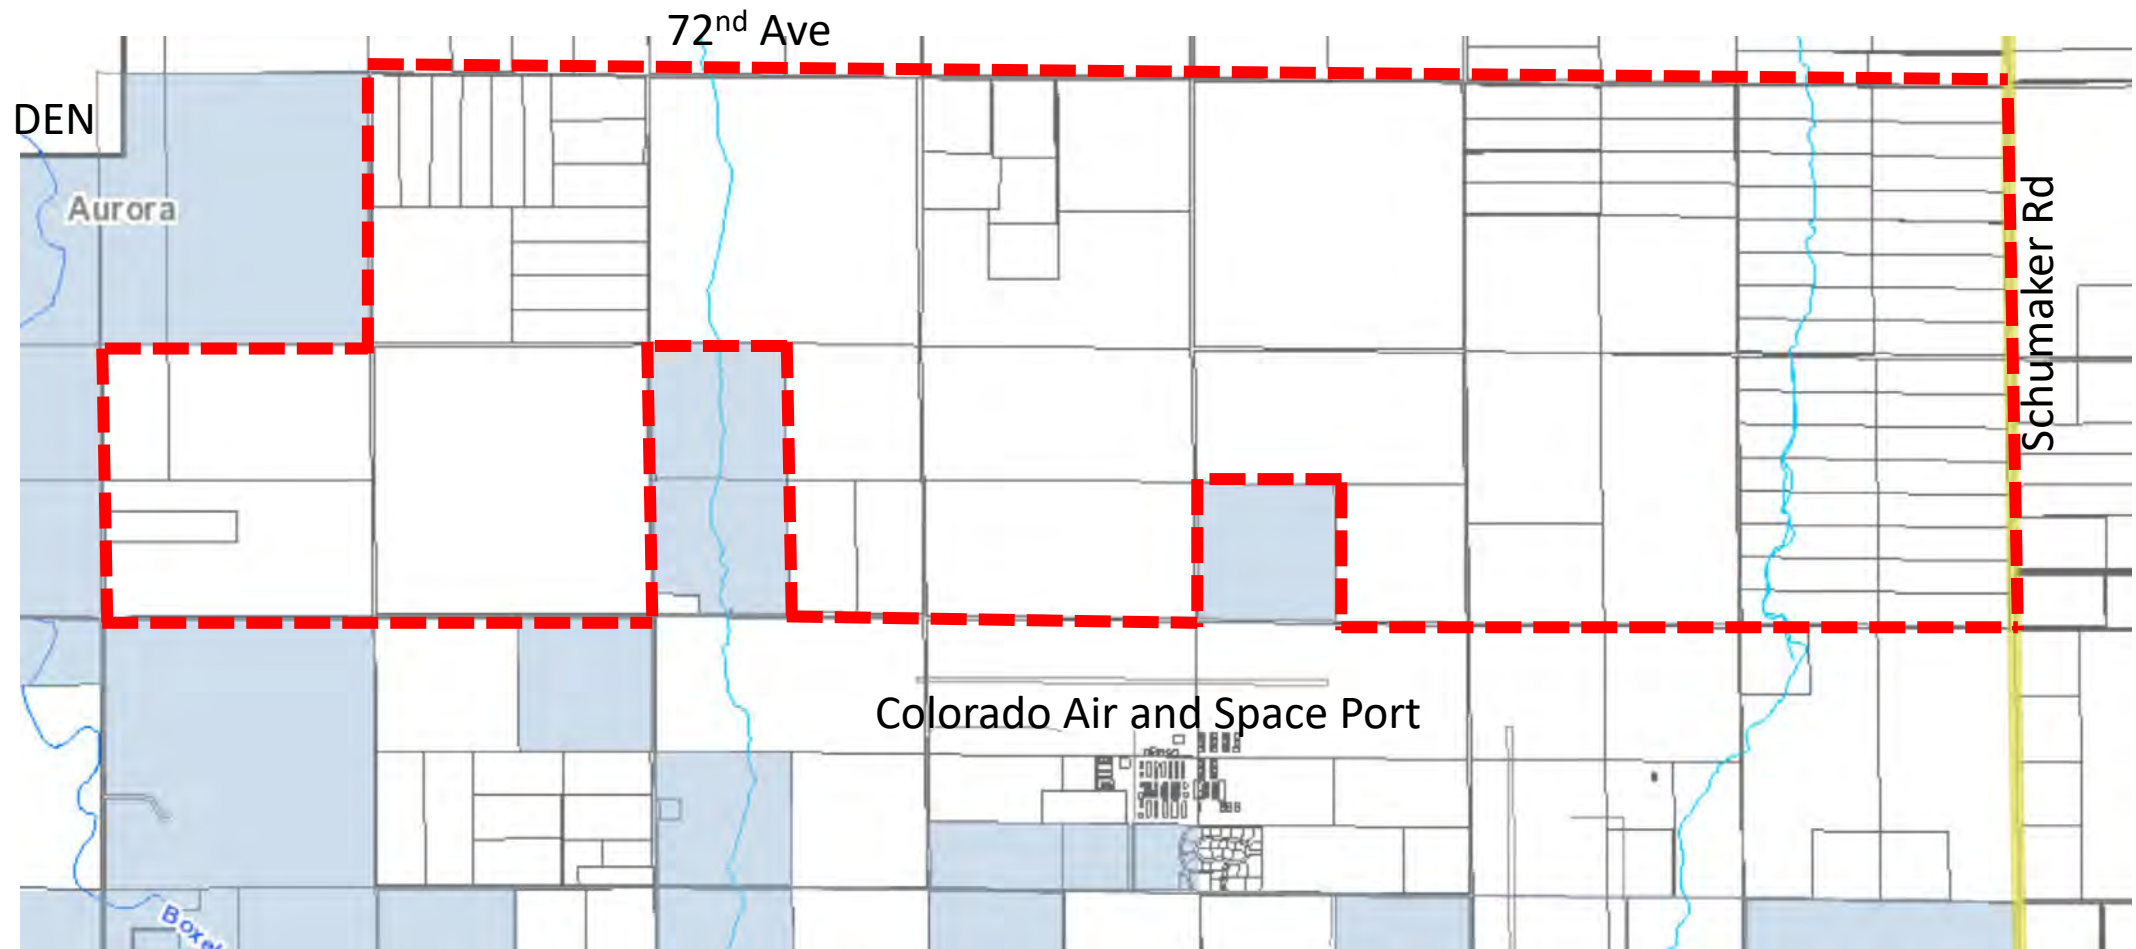 72nd Ave
DEN
Aurora
Schumaker Rd
Colorado Air and Space Port